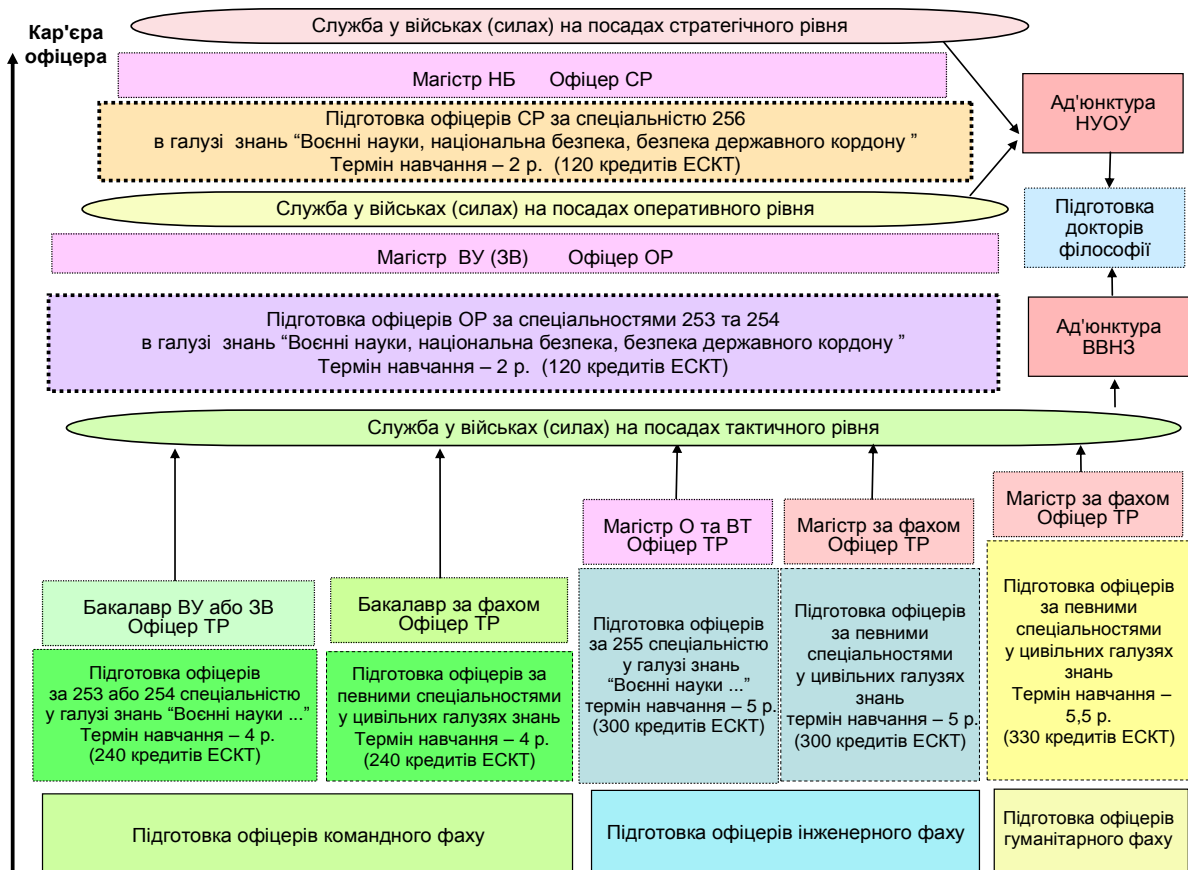 Кар'єра
офіцера
Служба у військах (силах) на посадах стратегічного рівня
Магістр НБ Офіцер СР
Підготовка офіцерів СР за спеціальністю 256
в галузі знань “Воєнні науки, національна безпека, безпека державного кордону ”
Термін навчання – 2 р. (120 кредитів ЕСКТ)
Ад'юнктура
НУОУ
Служба у військах (силах) на посадах оперативного рівня
Підготовка
докторів
філософії
Магістр ВУ (ЗВ) Офіцер ОР
Підготовка офіцерів ОР за спеціальностями 253 та 254
в галузі знань “Воєнні науки, національна безпека, безпека державного кордону ”
Термін навчання – 2 р. (120 кредитів ЕСКТ)
Ад'юнктура
ВВНЗ
Служба у військах (силах) на посадах тактичного рівня
Бакалавр ВУ або ЗВ
Офіцер ТР
Підготовка офіцерів
за 253 або 254 спеціальністю
у галузі знань “Воєнні науки ...”
Термін навчання – 4 р.
(240 кредитів ЕСКТ)
Бакалавр за фахом
Офіцер ТР
Підготовка офіцерів за
певними спеціальностями
у цивільних галузях знань
Термін навчання – 4 р.
(240 кредитів ЕСКТ)
Магістр О та ВТ
Офіцер ТР
Підготовка офіцерів
за 255 спеціальністю
у галузі знань
“Воєнні науки ...”
термін навчання – 5 р.
(300 кредитів ЕСКТ)
Магістр за фахом
Офіцер ТР
Підготовка офіцерів
за певними
спеціальностями
у цивільних галузях
знань
термін навчання – 5 р.
(300 кредитів ЕСКТ)
Магістр за фахом
Офіцер ТР
Підготовка офіцерів
за певними
спеціальностями
у цивільних галузях
знань
Термін навчання –
5,5 р.
(330 кредитів ЕСКТ)
Підготовка офіцерів командного фаху
Підготовка офіцерів інженерного фаху
Підготовка офіцерів
гуманітарного фаху